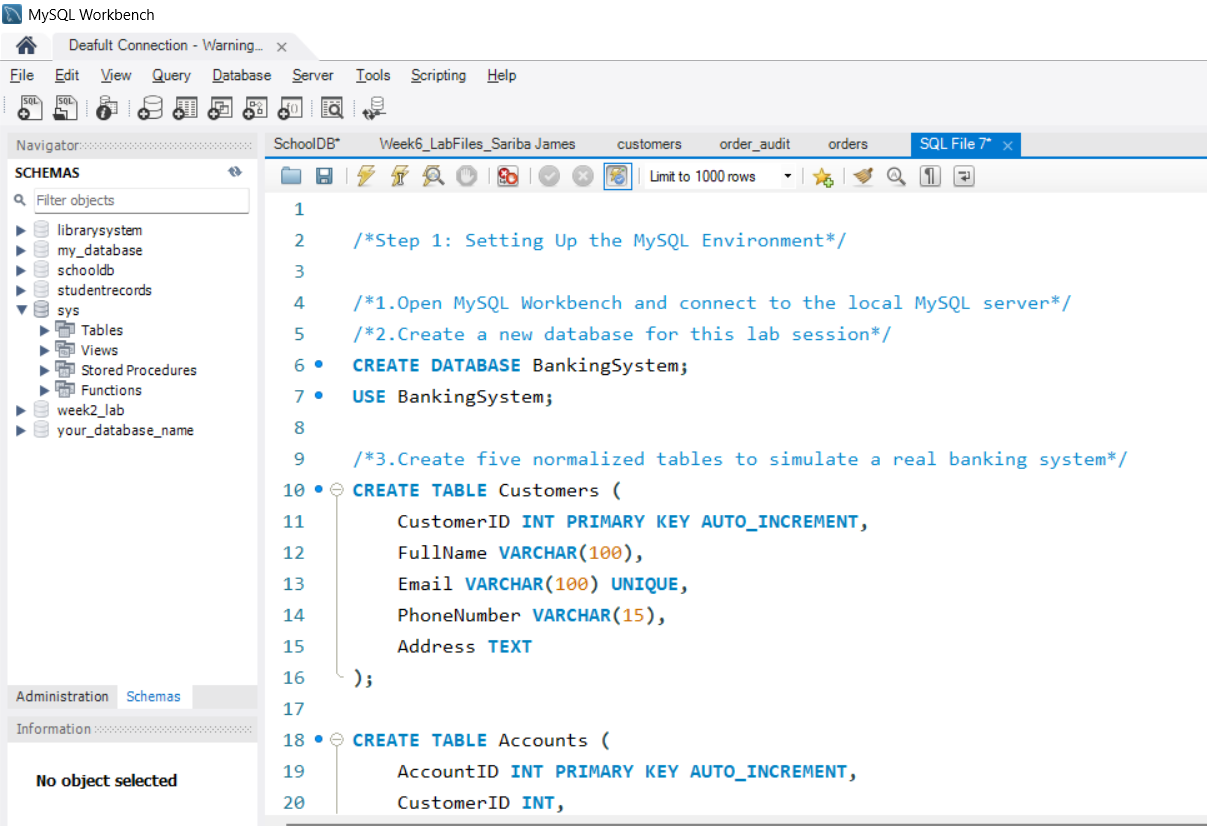 MySQL Workbench
Deafult Connection - Warning...
File Edit View Query Database Server Tools Scripting Help
Navigator
SCHEMAS
Filter objects
librarysystem
my_database
schooldb
studentrecords
sys
Tables
Views
Stored Procedures
Functions
week2_lab
your_database_name
Administration Schemas
Information
No object selected
SchoolDB* Week6_LabFiles_Sariba James customers order_audit orders SQL File 7*
Limit to 1000 rows
1
2 /*Step 1: Setting Up the MySQL Environment*/
3
4 /*1.Open MySQL Workbench and connect to the local MySQL server*/
5 /*2.Create a new database for this lab session*/
6 CREATE DATABASE BankingSystem;
7 USE BankingSystem;
8
9 /*3.Create five normalized tables to simulate a real banking system*/
10 CREATE TABLE Customers (
11 CustomerID INT PRIMARY KEY AUTO_INCREMENT,
12 FullName VARCHAR(100),
13 Email VARCHAR(100) UNIQUE,
14 PhoneNumber VARCHAR(15),
15 Address TEXT
16 );
17
18 CREATE TABLE Accounts (
19 AccountID INT PRIMARY KEY AUTO_INCREMENT,
20 CustomerID INT,